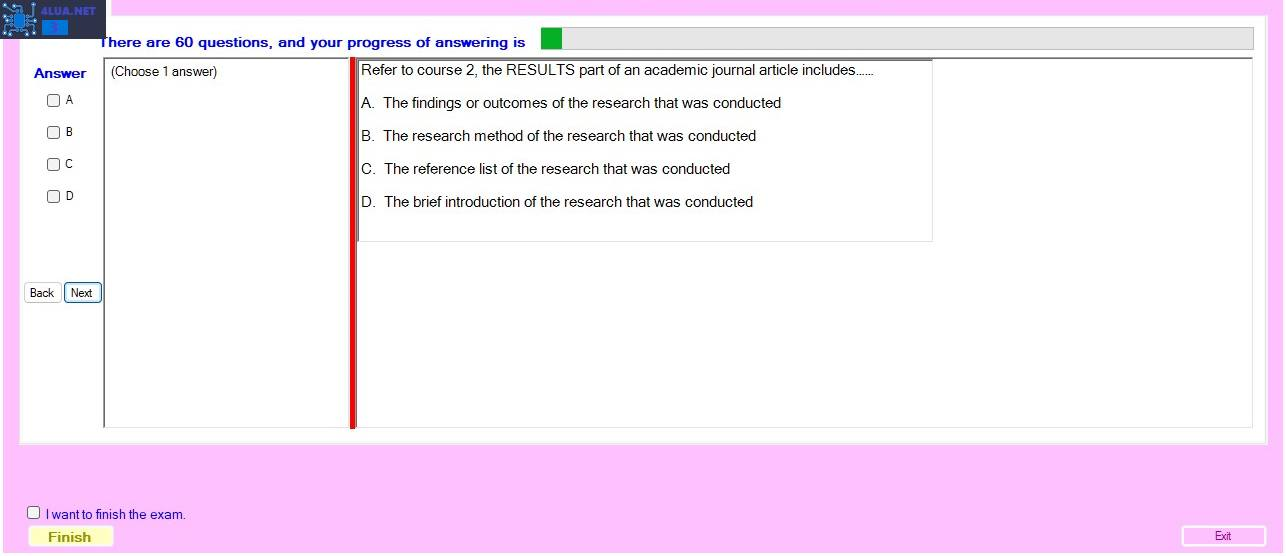 4LUA.NET
3
There are 60 questions, and your progress of answering is
Answer
(Choose 1 answer)
A
B
C
D
Back
Next
Refer to course 2, the RESULTS part of an academic journal article includes......
A. The findings or outcomes of the research that was conducted
B. The research method of the research that was conducted
C. The reference list of the research that was conducted
D. The brief introduction of the research that was conducted
I want to finish the exam.
Finish
Exit